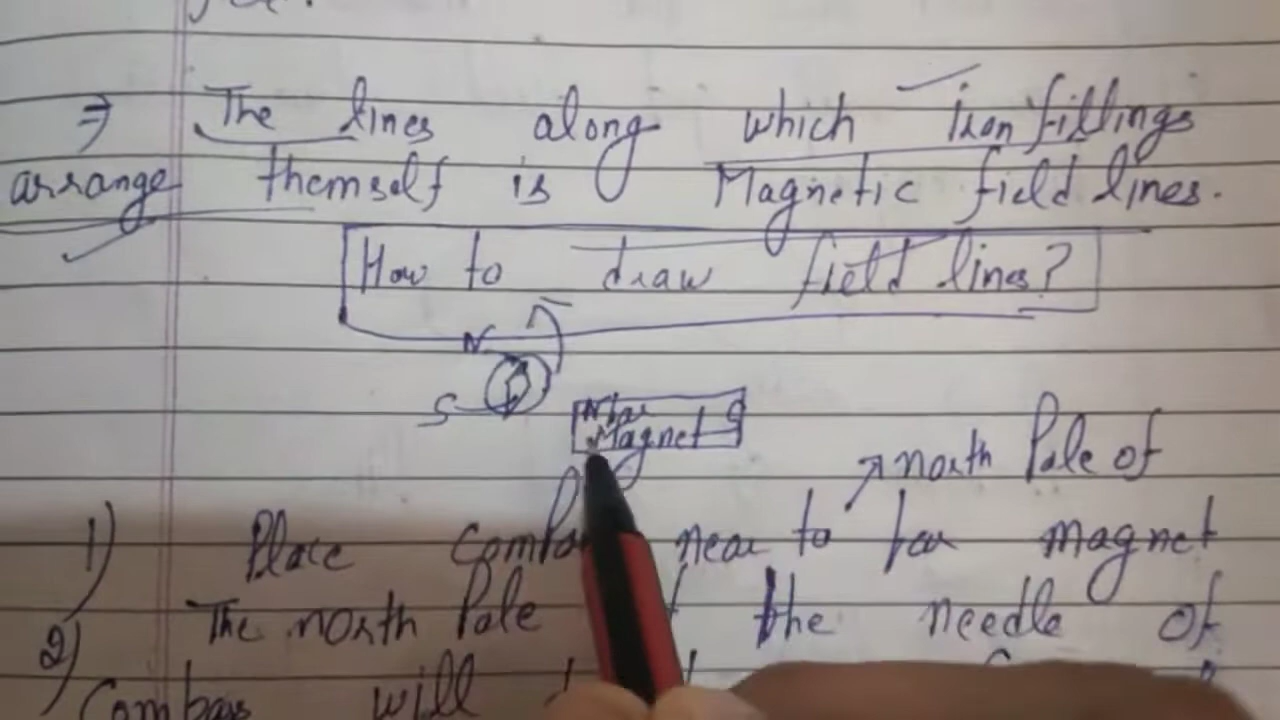 ⇒ The lines along which Iron fillings
arrange themself is Magnetic field lines.
How to draw field lines?
N
S
N bar S
Magnet
north Pole of
1) Place near to bar magnet
2) The north Pole the needle of
Compass will